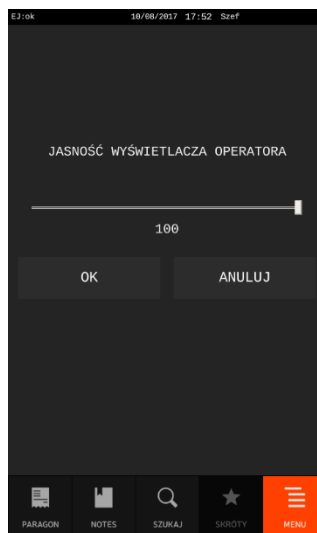 EJ:ok 10/08/2017 17:52 Szef
JASNOŚĆ WYŚWIETLACZA OPERATORA
100
OK ANULUJ
PARAGON NOTES SZUKAJ SKRÓTY MENU